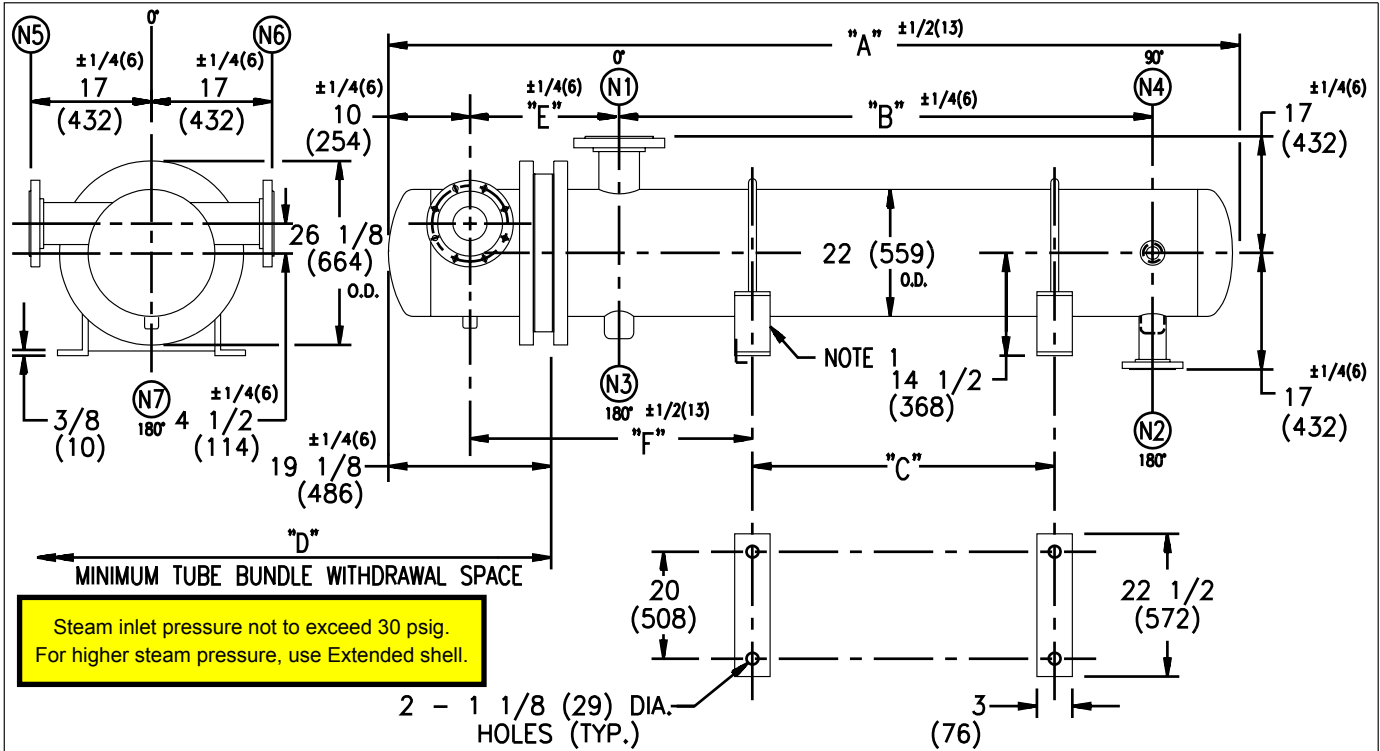 N5
0°
N6
±1/4(6)
17
(432)
±1/4(6)
17
(432)
26 1/8
(664)
O.D.
3/8
(10)
N7
180°
±1/4(6)
4 1/2
(114)
"A" ±1/2(13)
±1/4(6)
10
(254)
"E" ±1/4(6)
0°
N1
"B" ±1/4(6)
90°
N4
±1/4(6)
17
(432)
22 (559)
O.D.
NOTE 1
14 1/2
(368)
N3
180°
±1/2(13)
"F"
±1/4(6)
19 1/8
(486)
±1/4(6)
17
(432)
N2
180°
"C"
"D"
MINIMUM TUBE BUNDLE WITHDRAWAL SPACE
Steam inlet pressure not to exceed 30 psig.
For higher steam pressure, use Extended shell.
20
(508)
22 1/2
(572)
2 - 1 1/8 (29) DIA.
HOLES (TYP.)
3
(76)